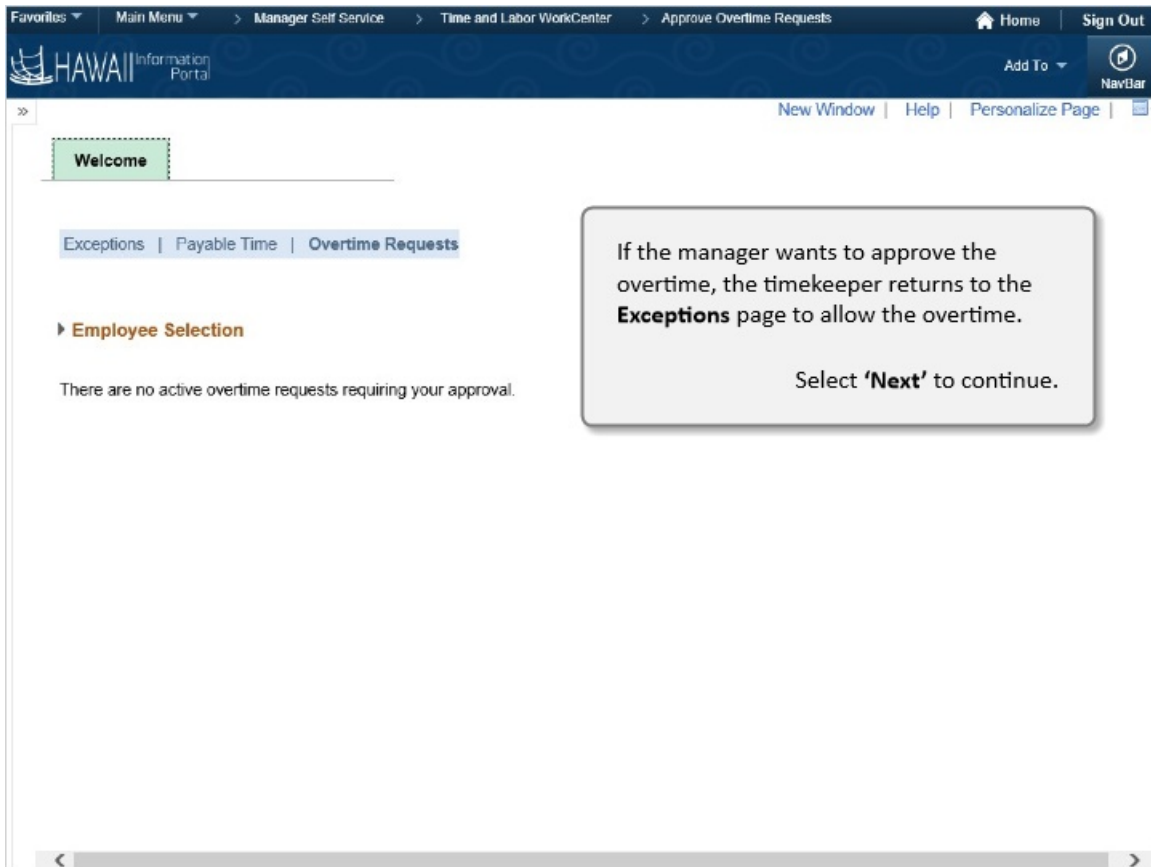 Favorites Main Menu > Manager Self Service > Time and Labor WorkCenter > Approve Overtime Requests Home Sign Out
HAWAII Information Portal
Add To
NavBar
» New Window | Help | Personalize Page |
Welcome
Exceptions | Payable Time | Overtime Requests
Employee Selection
There are no active overtime requests requiring your approval.
If the manager wants to approve the
overtime, the timekeeper returns to the
Exceptions page to allow the overtime.
Select ‘Next’ to continue.